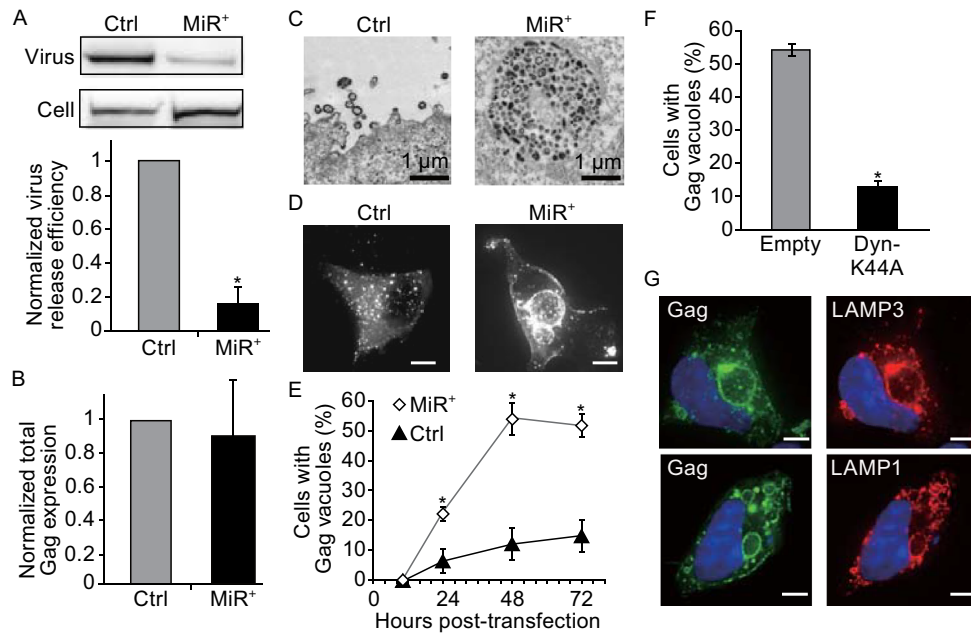 A
Ctrl MiR+
Virus
Cell
Normalized virus
release efficiency
1
0.8
0.6
0.4
0.2
0
*
Ctrl MiR+
B
Normalized total
Gag expression
1
0.8
0.6
0.4
0.2
0
Ctrl MiR+
C
Ctrl MiR+
1 µm 1 µm
D
Ctrl MiR+
E
Cells with
Gag vacuoles (%)
60
50
40
30
20
10
0
MiR+
Ctrl
* * *
0 24 48 72
Hours post-transfection
F
Cells with
Gag vacuoles (%)
60
50
40
30
20
10
0
*
Empty Dyn-
K44A
G
Gag LAMP3
Gag LAMP1